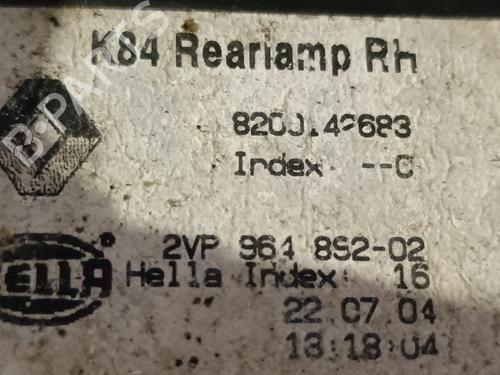 K84 Rearlamp RH
8200142683
Index --C
2VP 964 892-02
HELLA Hella Index: 16
22.07.04
13:18:04
B-PARTS